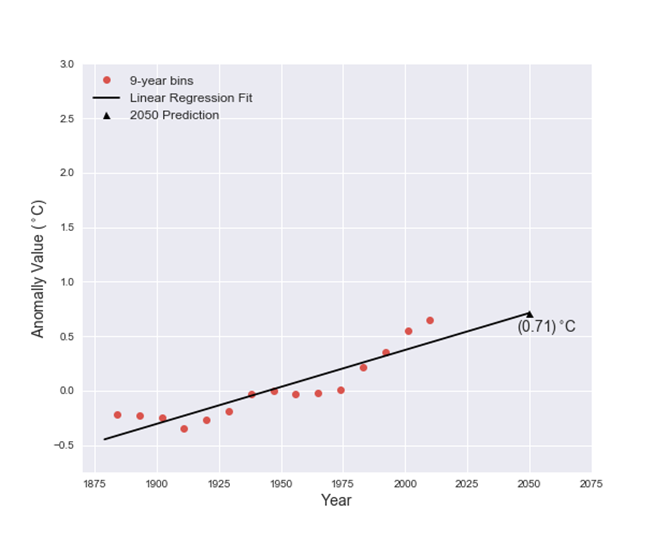 3.0
9-year bins
Linear Regression Fit
2050 Prediction
2.5
2.0
1.5
1.0
0.5
0.0
−0.5
Anomally Value (°C)
(0.71) °C
1875 1900 1925 1950 1975 2000 2025 2050 2075
Year